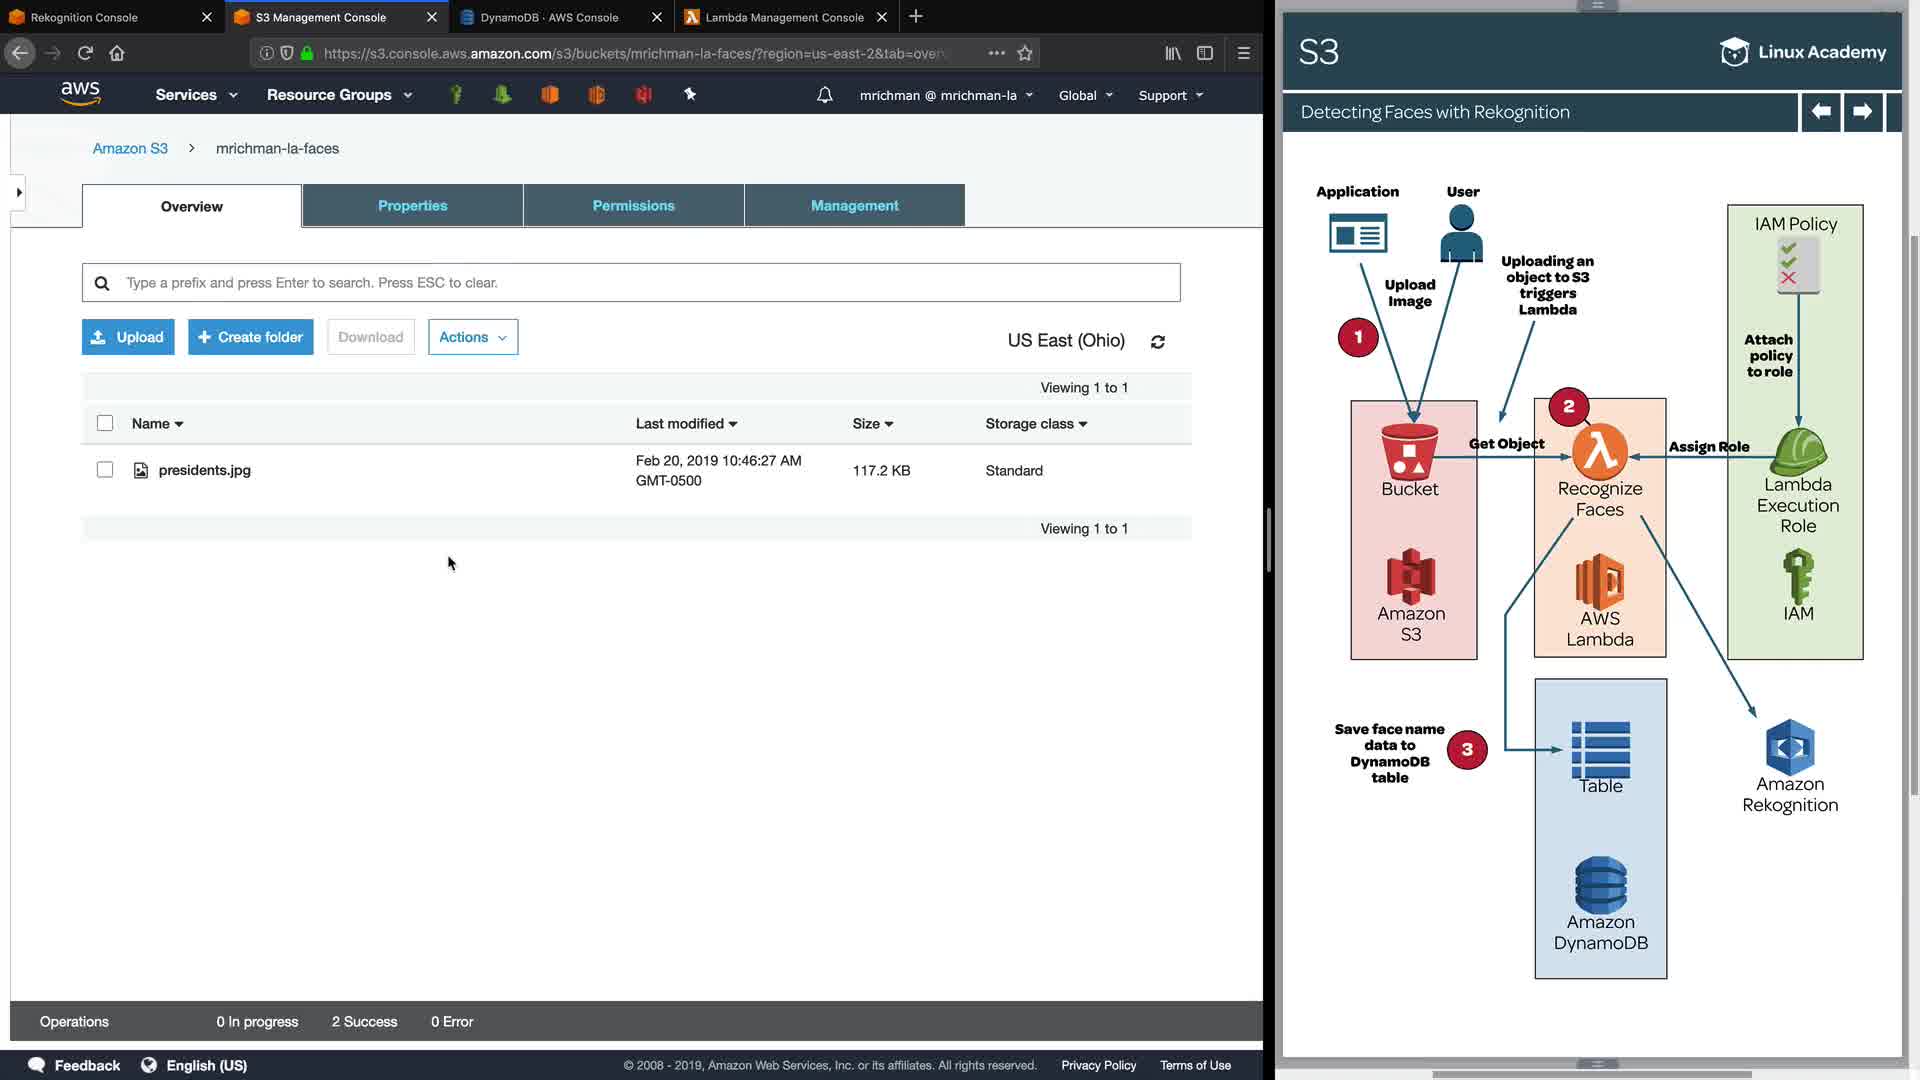 Rekognition Console
S3 Management Console
DynamoDB · AWS Console
Lambda Management Console
https://s3.console.aws.amazon.com/s3/buckets/mrichman-la-faces/?region=us-east-2&tab=over
aws
Services
Resource Groups
mrichman @ mrichman-la
Global
Support
Amazon S3
mrichman-la-faces
Overview
Properties
Permissions
Management
Type a prefix and press Enter to search. Press ESC to clear.
Upload
Create folder
Download
Actions
US East (Ohio)
Viewing 1 to 1
Name
Last modified
Size
Storage class
presidents.jpg
Feb 20, 2019 10:46:27 AM
GMT-0500
117.2 KB
Standard
Viewing 1 to 1
Operations
0 In progress
2 Success
0 Error
Feedback
English (US)
© 2008 - 2019, Amazon Web Services, Inc. or its affiliates. All rights reserved.
Privacy Policy
Terms of Use
S3
Linux Academy
Detecting Faces with Rekognition
Application
User
Upload
Image
Uploading an
object to S3
triggers
Lambda
IAM Policy
1
Attach
policy
to role
2
Get Object
Assign Role
Bucket
Recognize
Faces
Lambda
Execution
Role
Amazon
S3
AWS
Lambda
IAM
Save face name
data to
DynamoDB
table
3
Table
Amazon
Rekognition
Amazon
DynamoDB